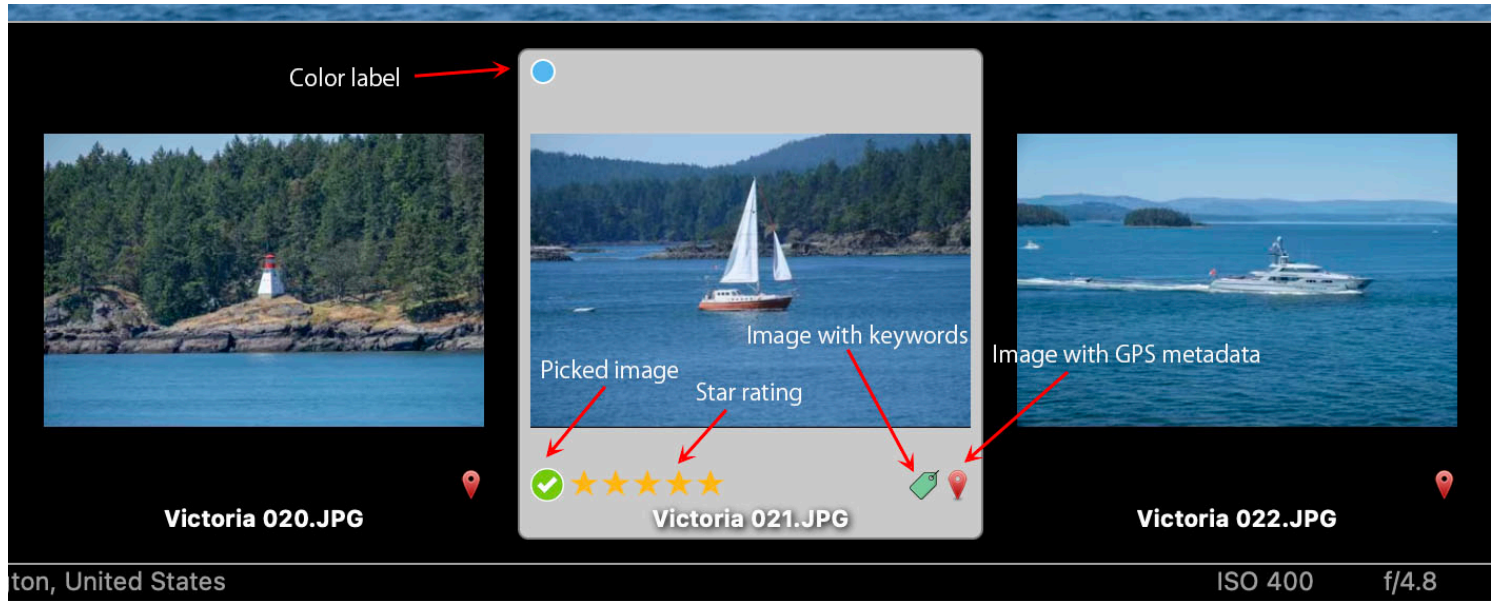 Color label
Image with keywords
Image with GPS metadata
Picked image
Star rating
Victoria 020.JPG
Victoria 021.JPG
Victoria 022.JPG
ton, United States
ISO 400
f/4.8